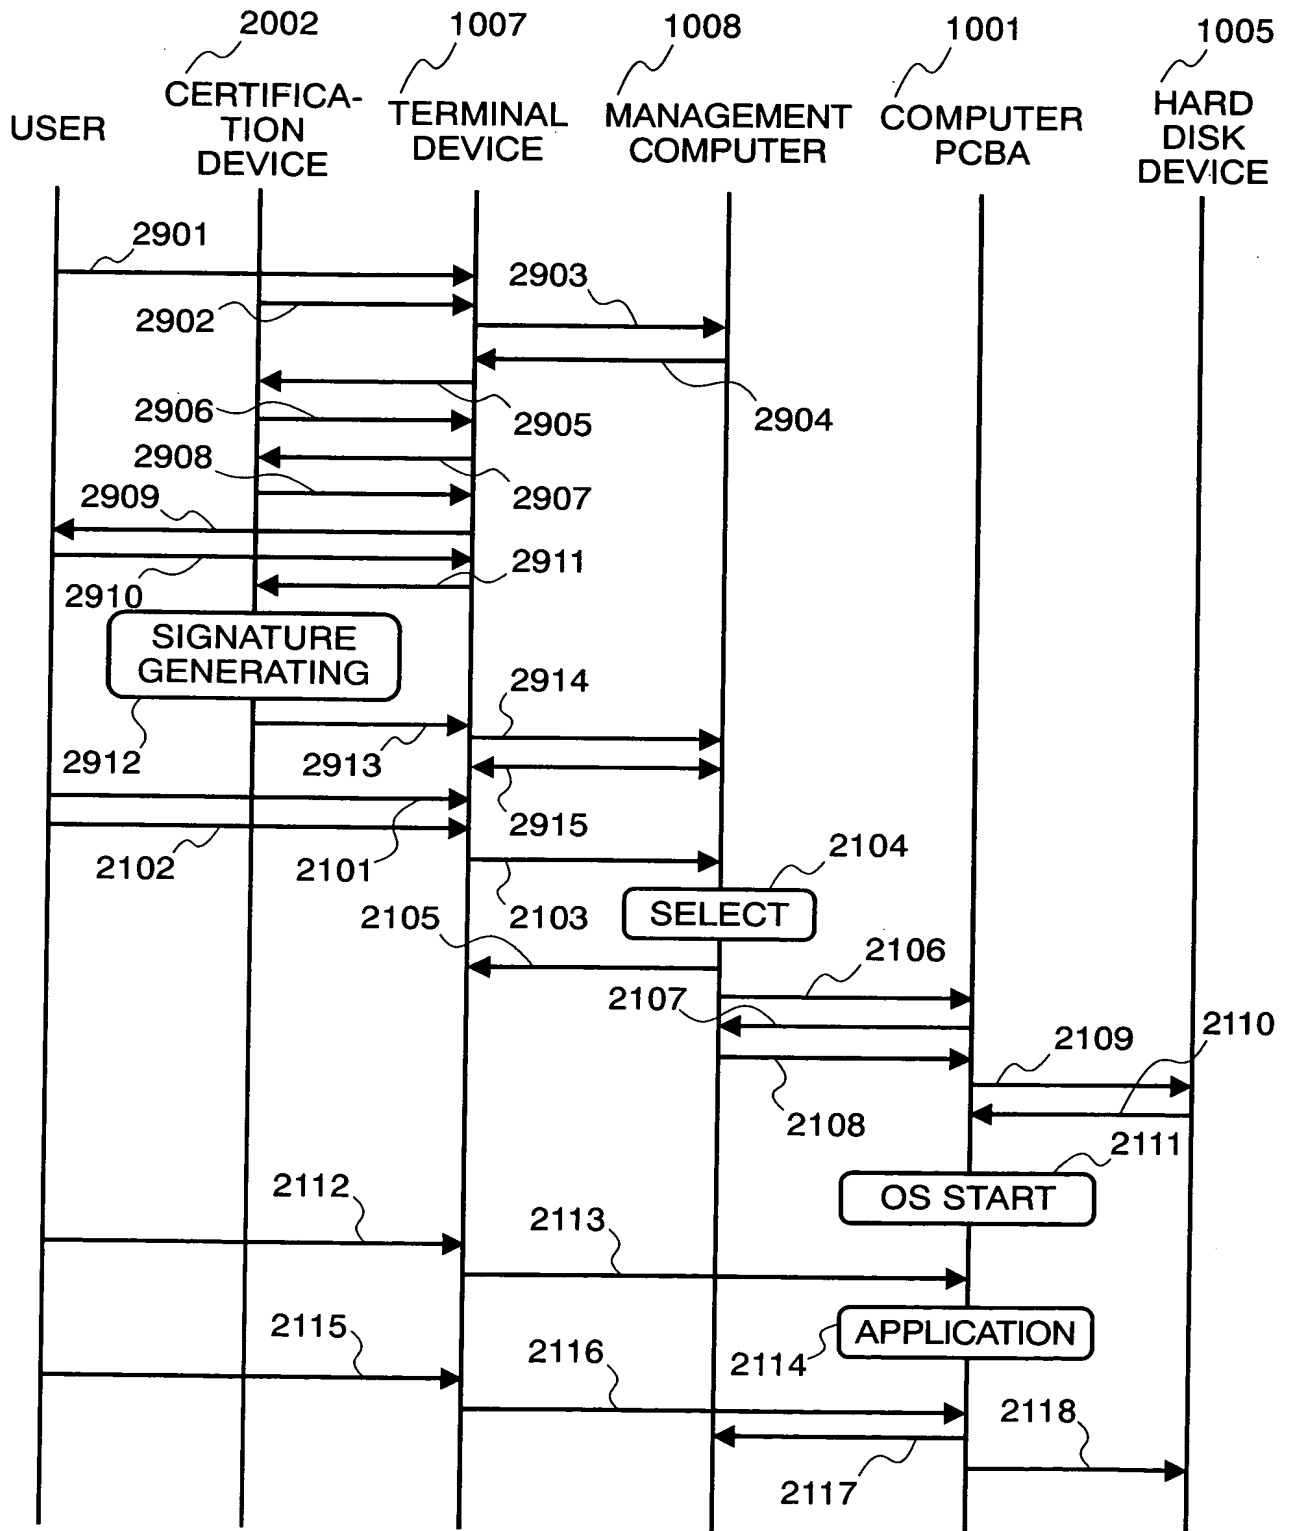 2002
1007
1008
1001
1005
USER
CERTIFICA-
TION
DEVICE
TERMINAL
DEVICE
MANAGEMENT
COMPUTER
COMPUTER
PCBA
HARD
DISK
DEVICE
2901
2903
2902
2904
2906
2905
2908
2907
2909
2911
2910
SIGNATURE
GENERATING
2914
2912
2913
2915
2102
2101
2104
2103
SELECT
2105
2106
2107
2110
2109
2108
2111
OS START
2112
2113
2115
APPLICATION
2114
2116
2118
2117